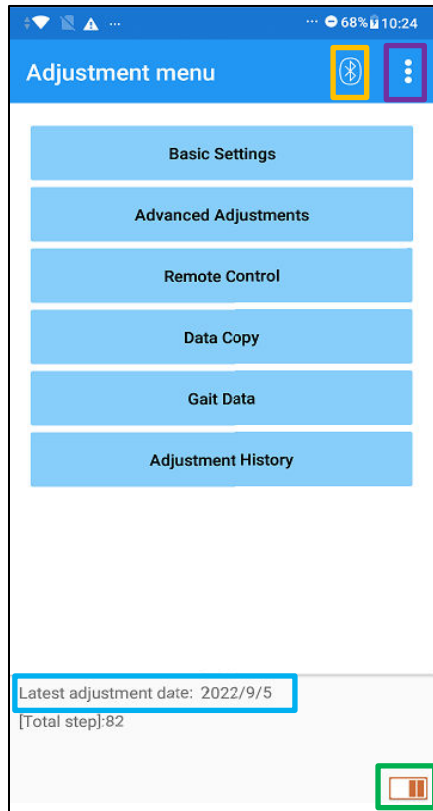 68% 10:24
Adjustment menu
Basic Settings
Advanced Adjustments
Remote Control
Data Copy
Gait Data
Adjustment History
Latest adjustment date: 2022/9/5
[Total step]:82